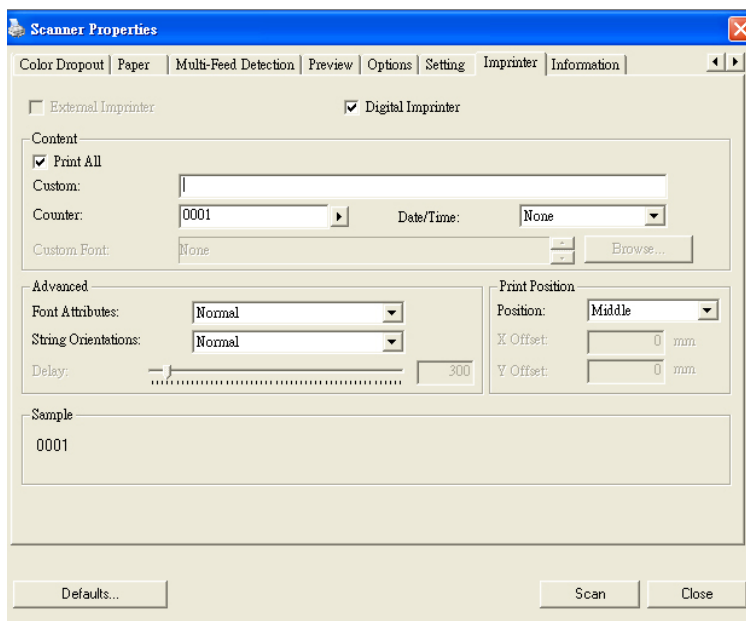 Scanner Properties
Color Dropout Paper Multi-Feed Detection Preview Options Setting Imprinter Information
External Imprinter Digital Imprinter
Content
Print All
Custom:
Counter: 0001 Date/Time: None
Custom Font: None Browse...
Advanced Print Position
Font Attributes: Normal Position: Middle
String Orientations: Normal X Offset: 0 mm
Delay: 300 Y Offset: 0 mm
Sample
0001
Defaults... Scan Close